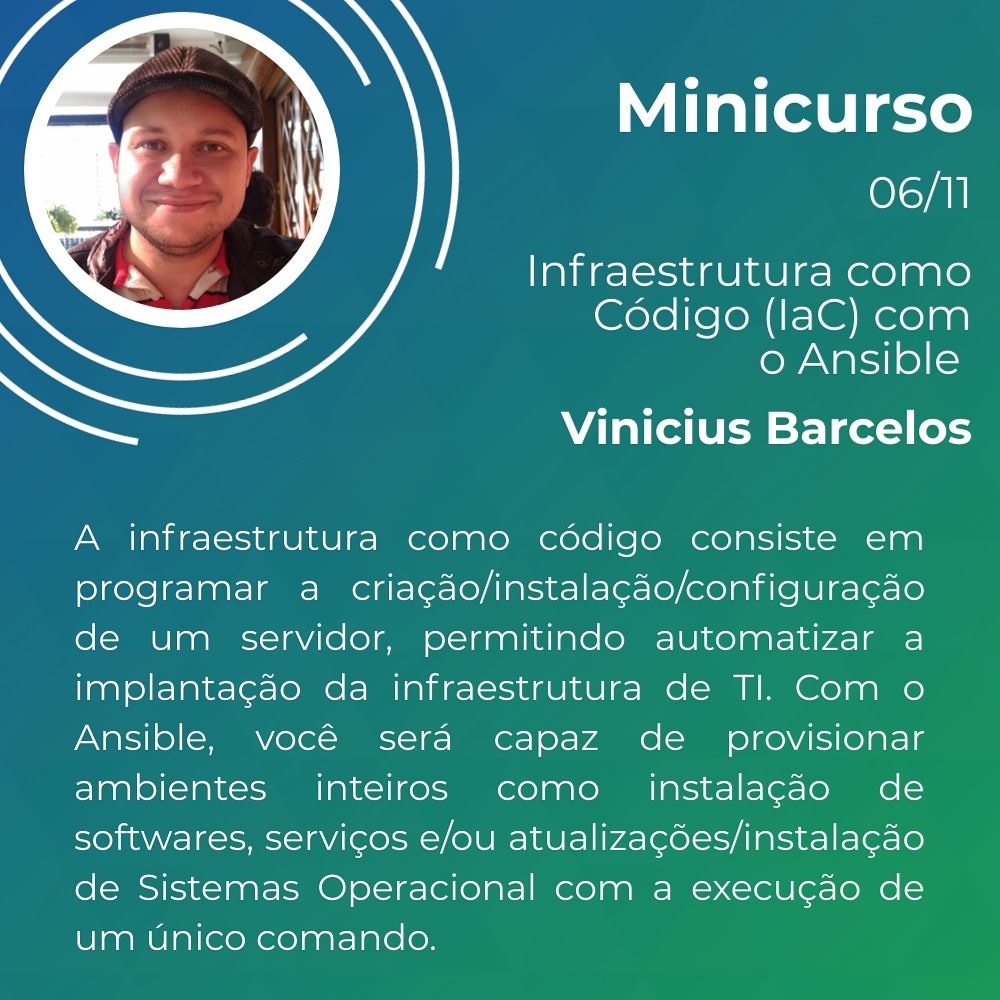 Minicurso
06/11
Infraestrutura como
Código (IaC) com
o Ansible
Vinicius Barcelos
A infraestrutura como código consiste em
programar a criação/instalação/configuração
de um servidor, permitindo automatizar a
implantação da infraestrutura de TI. Com o
Ansible, você será capaz de provisionar
ambientes inteiros como instalação de
softwares, serviços e/ou atualizações/instalação
de Sistemas Operacional com a execução de
um único comando.